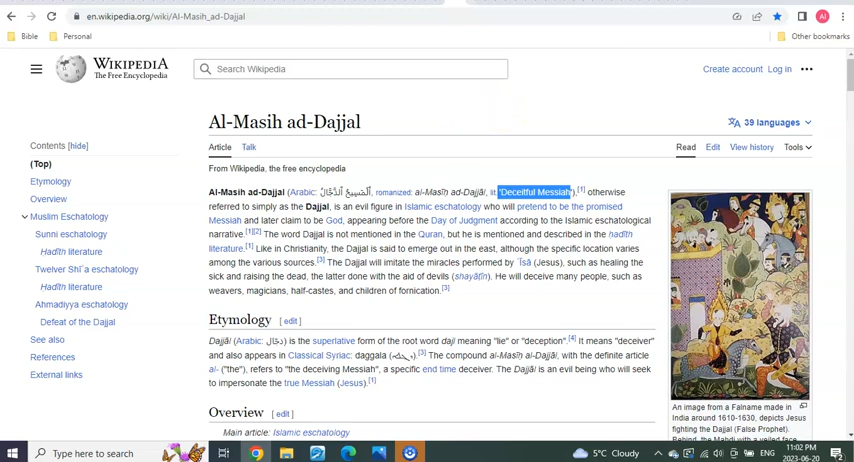 en.wikipedia.org/wiki/Al-Masih_ad-Dajjal
Bible Personal Other bookmarks
WIKIPEDIA
The Free Encyclopedia
Search Wikipedia
Create account Log in
Al-Masih ad-Dajjal
39 languages
Article Talk Read Edit View history Tools
From Wikipedia, the free encyclopedia
Contents [hide]
(Top)
Etymology
Overview
Muslim Eschatology
Sunni eschatology
Hadīth literature
Twelver Shīʿa eschatology
Hadīth literature
Ahmadiyya eschatology
Defeat of the Dajjal
See also
References
External links
Al-Masih ad-Dajjal (Arabic: ٱلْمَسِيحُ ٱلدَّجَّالُ, romanized: al-Masīḥ ad-Dajjāl, lit. 'Deceitful Messiah'),[1] otherwise
referred to simply as the Dajjal, is an evil figure in Islamic eschatology who will pretend to be the promised
Messiah and later claim to be God, appearing before the Day of Judgment according to the Islamic eschatological
narrative.[1][2] The word Dajjal is not mentioned in the Quran, but he is mentioned and described in the ḥadīth
literature.[1] Like in Christianity, the Dajjal is said to emerge out in the east, although the specific location varies
among the various sources.[3] The Dajjal will imitate the miracles performed by ʿĪsā (Jesus), such as healing the
sick and raising the dead, the latter done with the aid of devils (shayāṭīn). He will deceive many people, such as
weavers, magicians, half-castes, and children of fornication.[3]
Etymology [ edit ]
Dajjāl (Arabic: دجّال) is the superlative form of the root word dajl meaning "lie" or "deception".[4] It means "deceiver"
and also appears in Classical Syriac: daggala
[3] The compound al-Masīḥ al-Dajjāl, with the definite article
al- ("the"), refers to "the deceiving Messiah", a specific end time deceiver. The Dajjāl is an evil being who will seek
to impersonate the true Messiah (Jesus).[1]
Overview [ edit ]
Main article: Islamic eschatology
An image from a Falname made in
India around 1610-1630, depicts Jesus
fighting the Dajjāl (False Prophet).
Behind, the Mahdi with a veiled face
Type here to search
5°C Cloudy
11:02 PM
2023-06-20